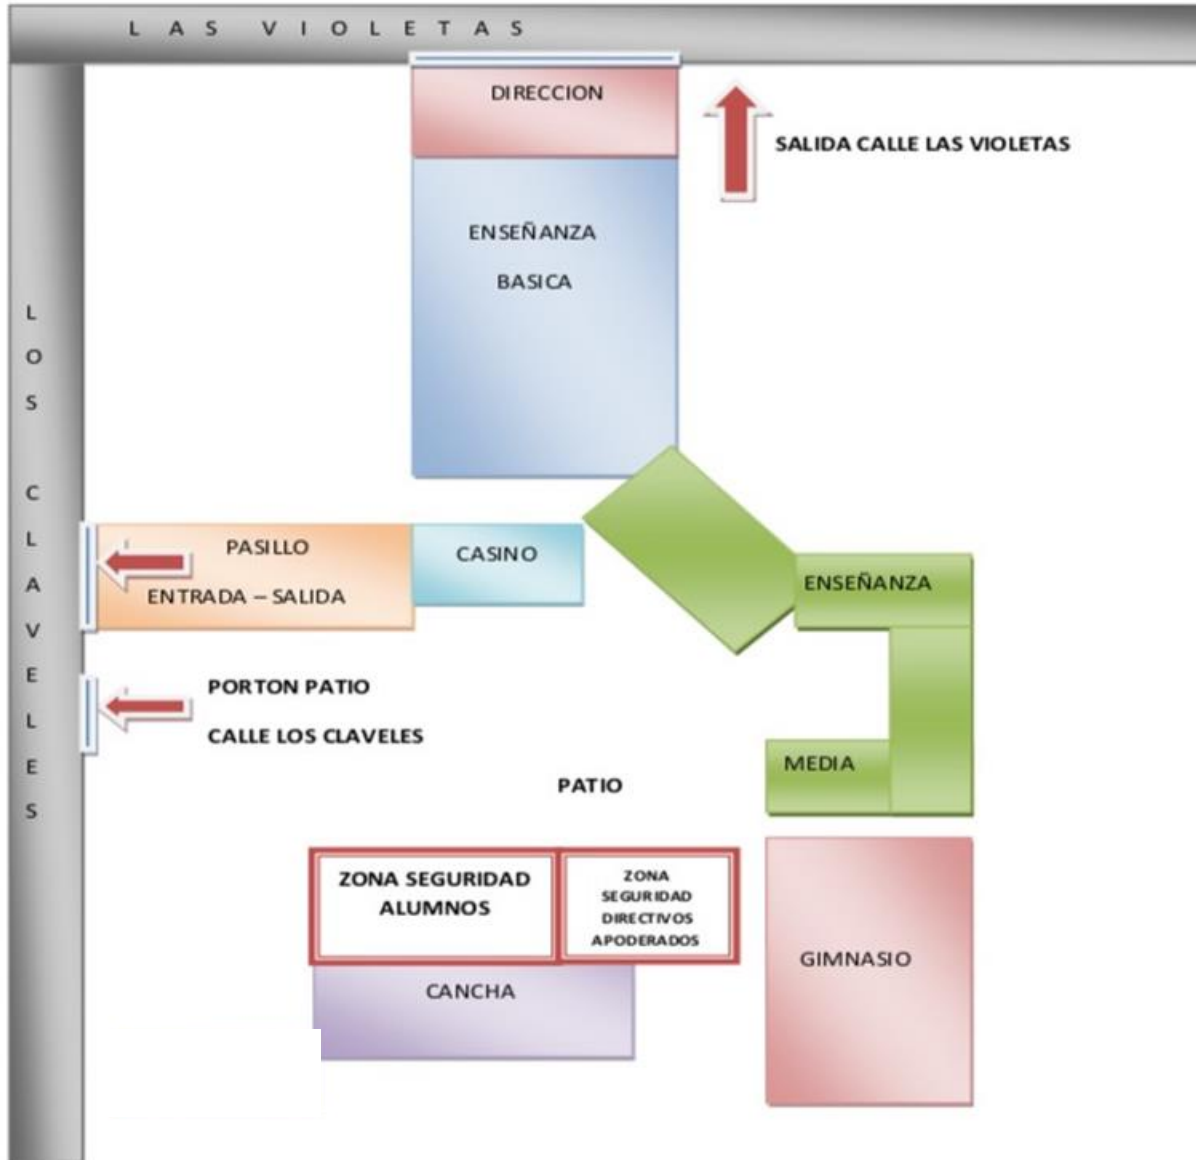 LAS VIOLETAS
DIRECCION
SALIDA CALLE LAS VIOLETAS
ENSEÑANZA
BASICA
LOS CLAVELES
PASILLO
ENTRADA – SALIDA
CASINO
ENSEÑANZA
PORTON PATIO
CALLE LOS CLAVELES
MEDIA
PATIO
ZONA SEGURIDAD
ALUMNOS
ZONA
SEGURIDAD
DIRECTIVOS
APODERADOS
GIMNASIO
CANCHA